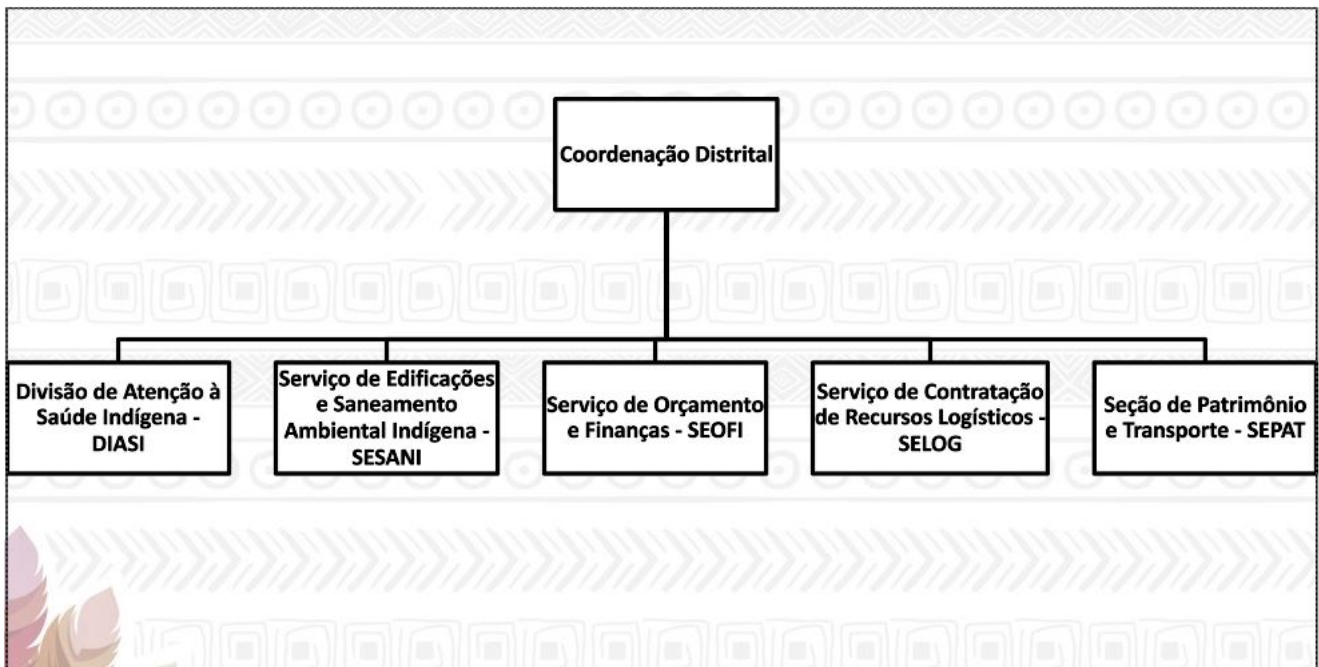 Coordenação Distrital
Divisão de Atenção à
Saúde Indígena -
DIASI
Serviço de Edificações
e Saneamento
Ambiental Indígena -
SESANI
Serviço de Orçamento
e Finanças - SEOFI
Serviço de Contratação
de Recursos Logísticos -
SELOG
Seção de Patrimônio
e Transporte - SEPAT